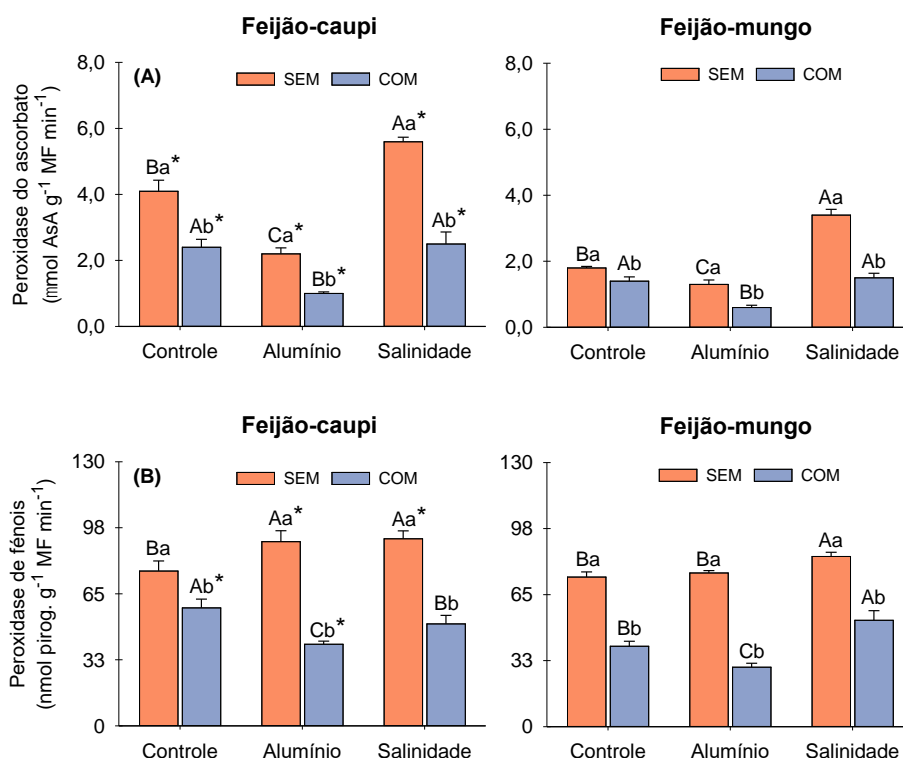 Feijão-caupi
Feijão-mungo
Peroxidase do ascorbato
(mmol AsA g⁻¹ MF min⁻¹)
8,0
6,0
4,0
2,0
0,0
(A)
SEM COM
Ba* Ab* Ca* Bb* Aa* Ab*
Controle Alumínio Salinidade
8,0
6,0
4,0
2,0
0,0
SEM COM
Ba Ab Ca Bb Aa Ab
Controle Alumínio Salinidade
Feijão-caupi
Feijão-mungo
Peroxidase de fénois
(nmol pirog. g⁻¹ MF min⁻¹)
130
98
65
33
0
(B)
SEM COM
Ba Ab* Aa* Cb* Aa* Bb
Controle Alumínio Salinidade
130
98
65
33
0
SEM COM
Ba Bb Ba Cb Aa Ab
Controle Alumínio Salinidade